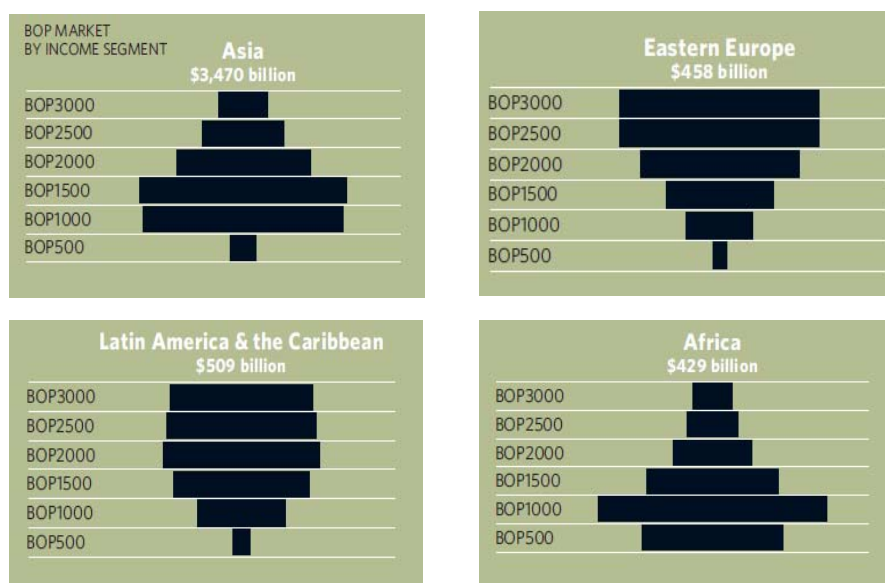 BOP MARKET
BY INCOME SEGMENT
Asia
$3,470 billion
BOP3000
BOP2500
BOP2000
BOP1500
BOP1000
BOP500
Eastern Europe
$458 billion
BOP3000
BOP2500
BOP2000
BOP1500
BOP1000
BOP500
Latin America & the Caribbean
$509 billion
BOP3000
BOP2500
BOP2000
BOP1500
BOP1000
BOP500
Africa
$429 billion
BOP3000
BOP2500
BOP2000
BOP1500
BOP1000
BOP500